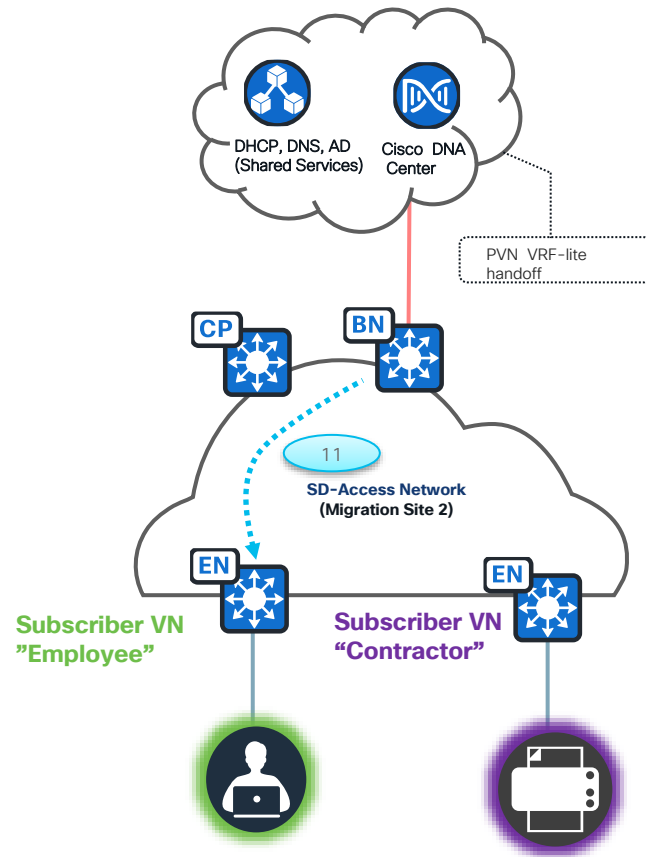 DHCP, DNS, AD
(Shared Services)
Cisco DNA
Center
PVN VRF-lite
handoff
CP
BN
11
SD-Access Network
(Migration Site 2)
EN
EN
Subscriber VN
”Employee”
Subscriber VN
“Contractor”